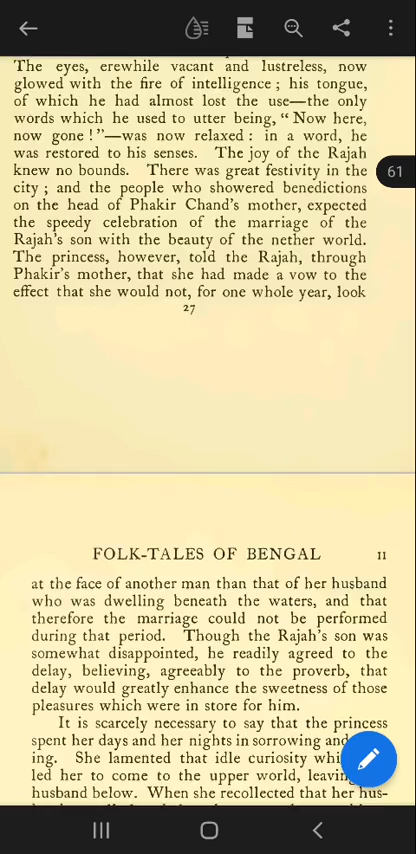 The eyes, erewhile vacant and lustreless, now
glowed with the fire of intelligence ; his tongue,
of which he had almost lost the use—the only
words which he used to utter being, “ Now here,
now gone ! ”—was now relaxed : in a word, he
was restored to his senses. The joy of the Rajah
knew no bounds. There was great festivity in the
city ; and the people who showered benedictions
on the head of Phakir Chand’s mother, expected
the speedy celebration of the marriage of the
Rajah’s son with the beauty of the nether world.
The princess, however, told the Rajah, through
Phakir’s mother, that she had made a vow to the
effect that she would not, for one whole year, look
27
61
FOLK-TALES OF BENGAL II
at the face of another man than that of her husband
who was dwelling beneath the waters, and that
therefore the marriage could not be performed
during that period. Though the Rajah’s son was
somewhat disappointed, he readily agreed to the
delay, believing, agreeably to the proverb, that
delay would greatly enhance the sweetness of those
pleasures which were in store for him.
It is scarcely necessary to say that the princess
spent her days and her nights in sorrowing and
ing. She lamented that idle curiosity
led her to come to the upper world,
husband below. When she recollected that her hus-